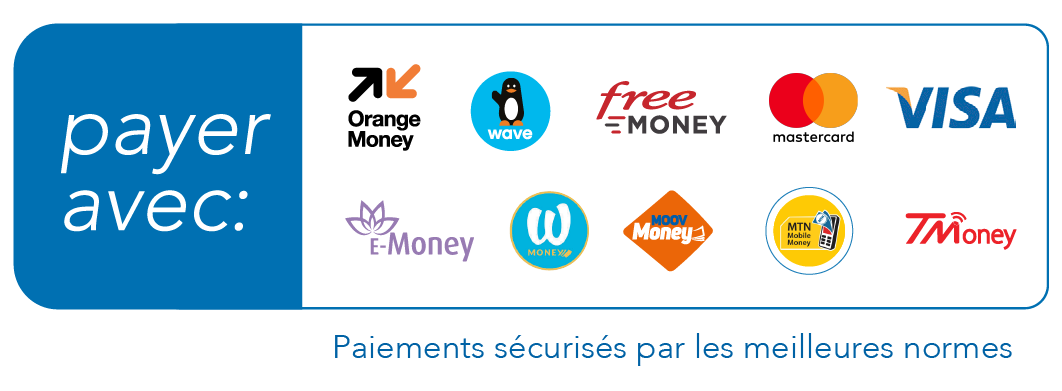 payer
avec:
Orange
Money
wave
free
MONEY
mastercard
VISA
E-Money
W
MONEY
MOOV
Money
MTN
Mobile
Money
TMoney
Paiements sécurisés par les meilleures normes